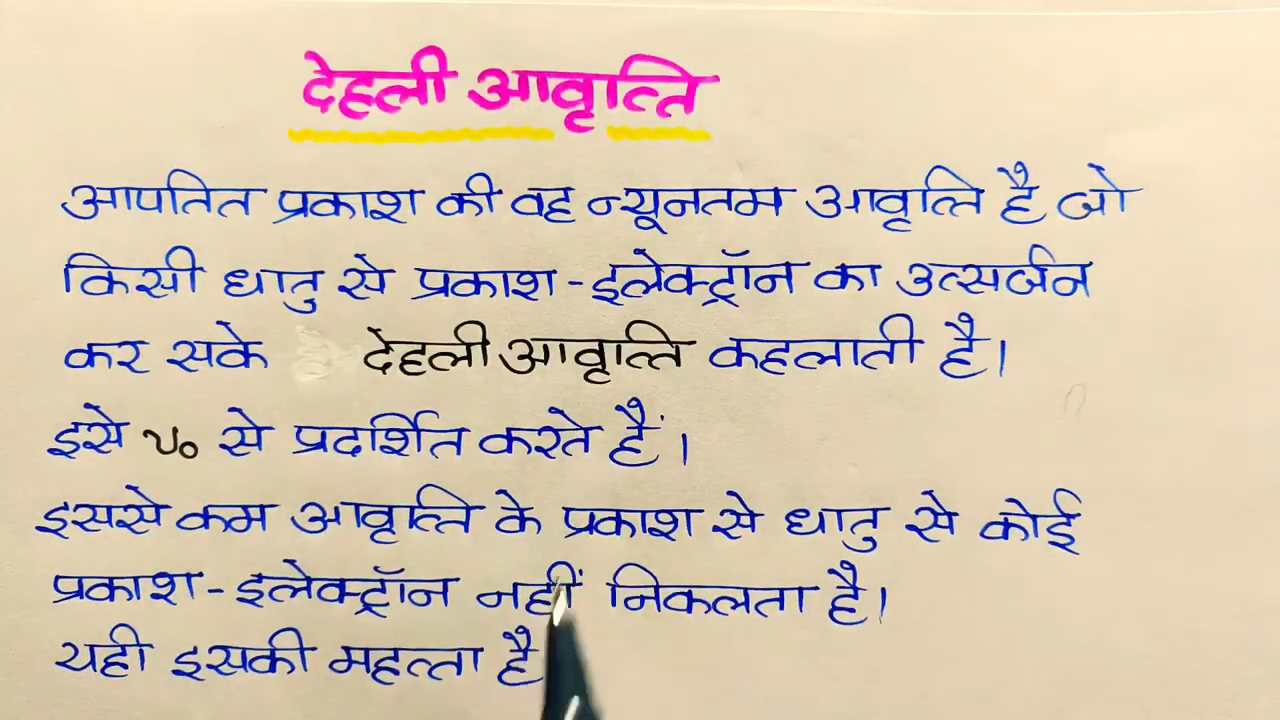 देहली आवृत्ति
आपतित प्रकाश की वह न्यूनतम आवृत्ति है जो
किसी धातु से प्रकाश-इलेक्ट्रॉन का उत्सर्जन
कर सके देहली आवृत्ति कहलाती है।
इसे ν₀ से प्रदर्शित करते हैं।
इससे कम आवृत्ति के प्रकाश से धातु से कोई
प्रकाश-इलेक्ट्रॉन नहीं निकलता है।
यही इसकी महत्ता है